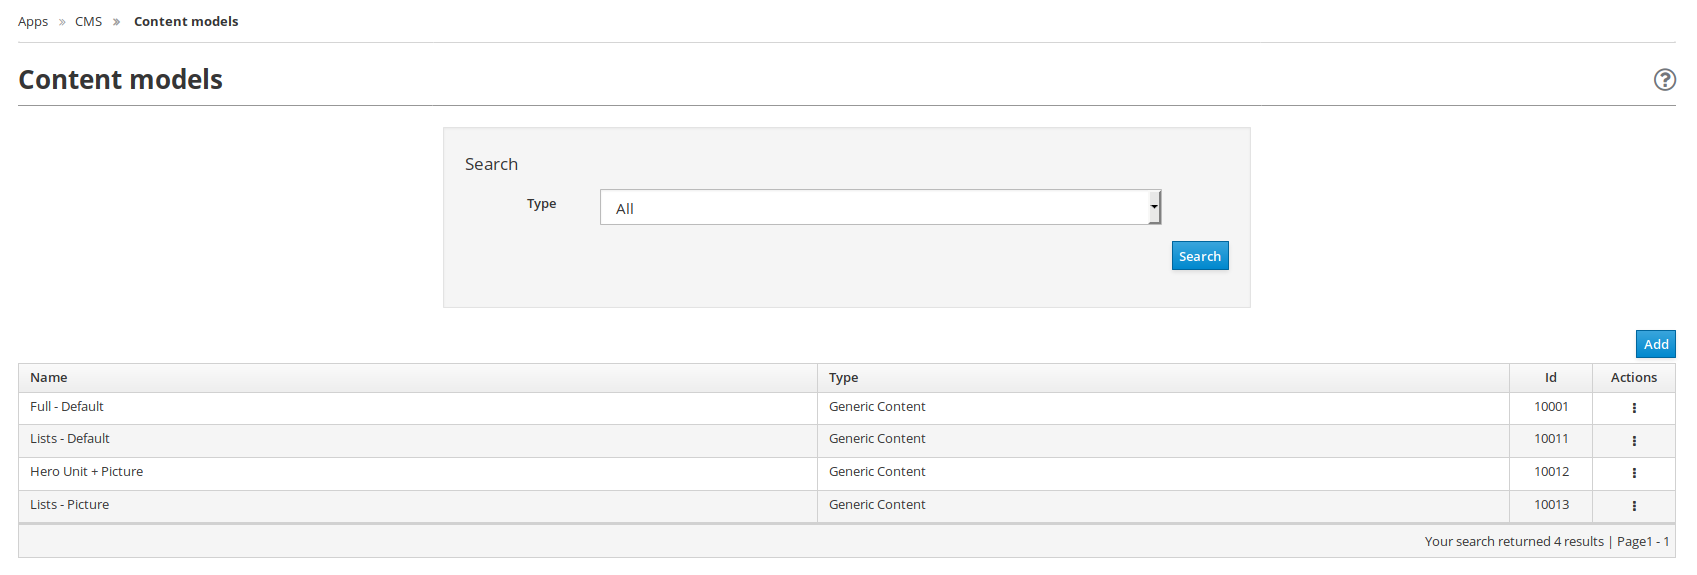 Apps » CMS » Content models
Content models
Search
Type All
Search
Add
Name Type Id Actions
Full - Default Generic Content 10001
Lists - Default Generic Content 10011
Hero Unit + Picture Generic Content 10012
Lists - Picture Generic Content 10013
Your search returned 4 results | Page1 - 1